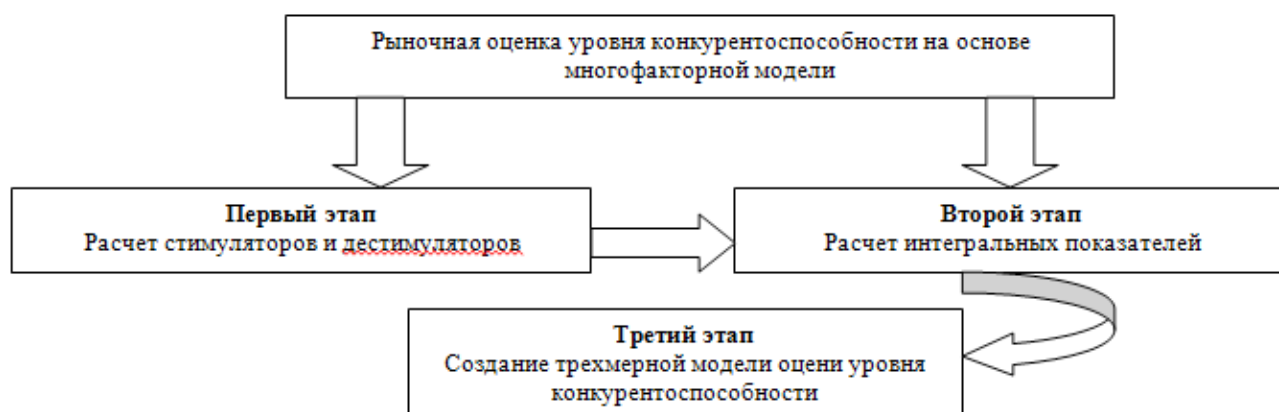 Рыночная оценка уровня конкурентоспособности на основе
многофакторной модели
Первый этап
Расчет стимуляторов и дестимуляторов
Второй этап
Расчет интегральных показателей
Третий этап
Создание трехмерной модели оцени уровня
конкурентоспособности